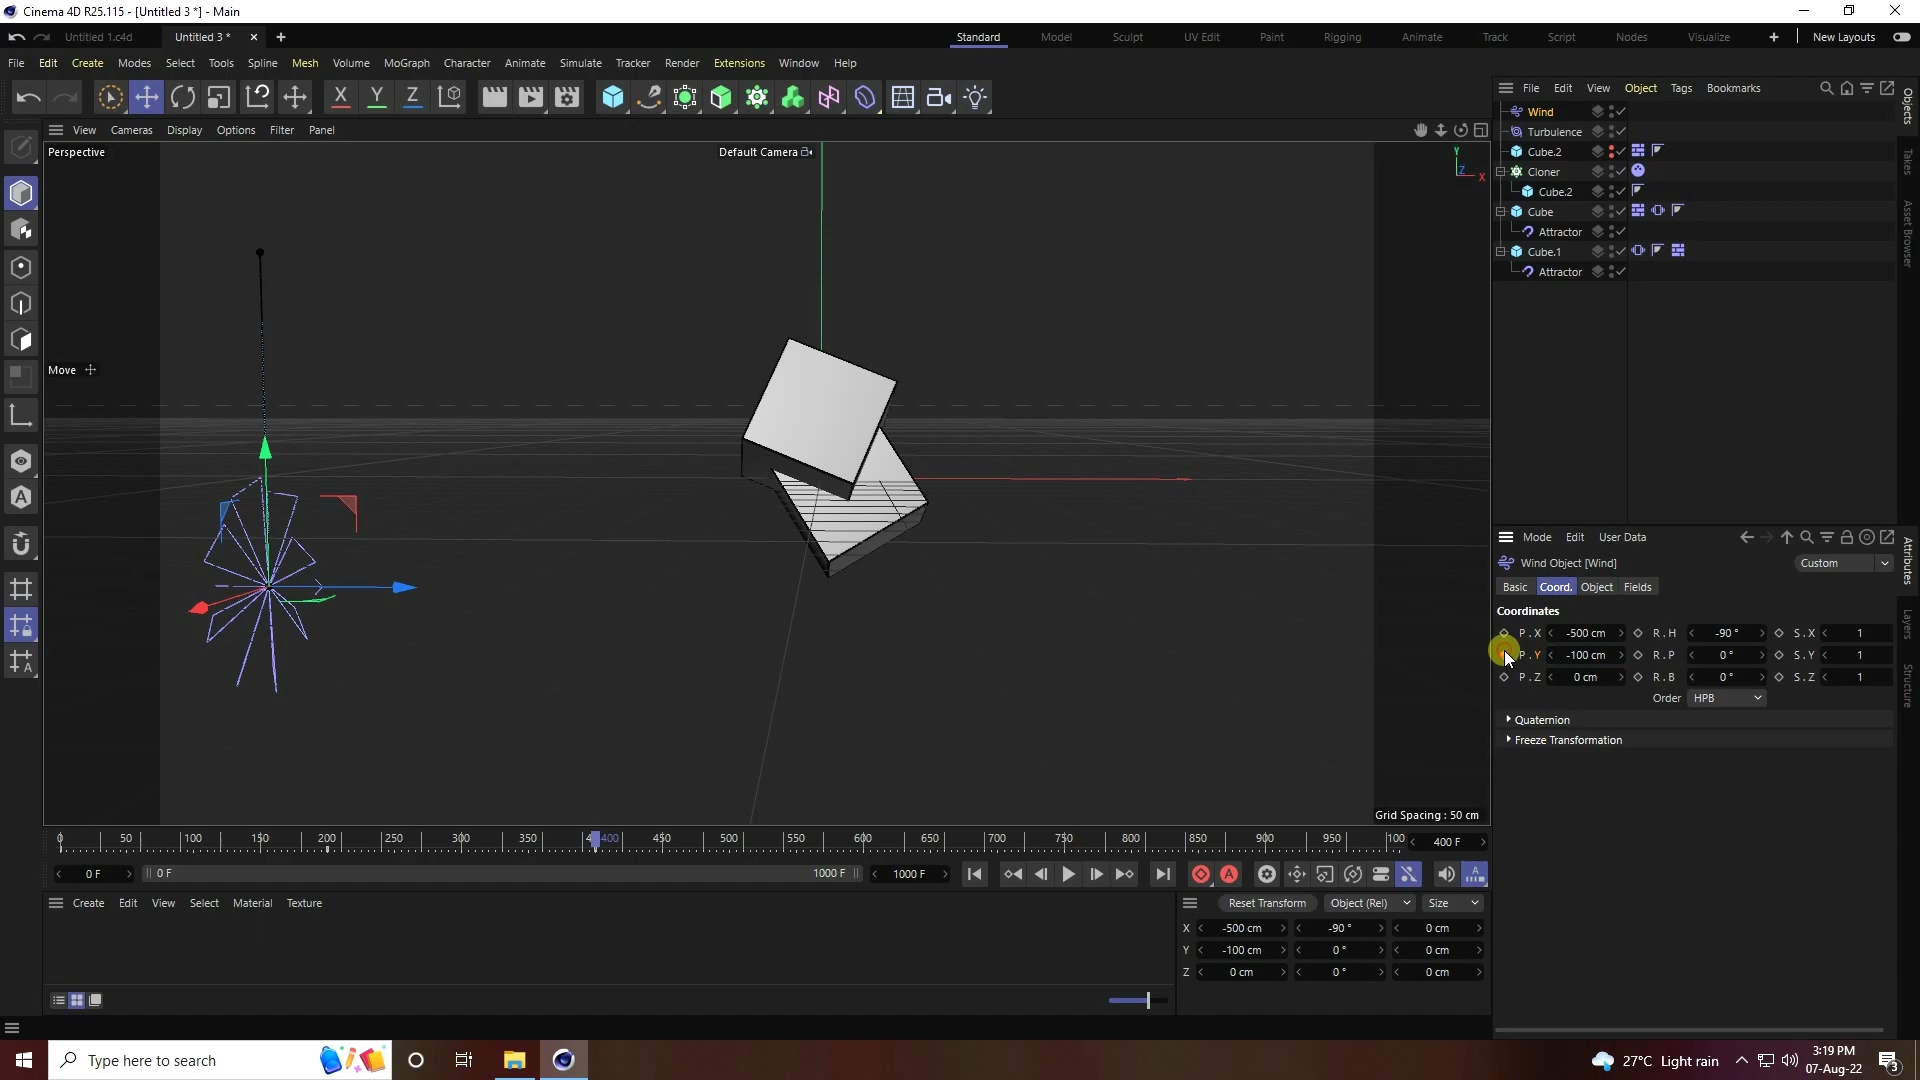 Cinema 4D R25.115 - [Untitled 3 *] - Main
Untitled 1.c4d
Untitled 3 *
Standard
Model
Sculpt
UV Edit
Paint
Rigging
Animate
Track
Script
Nodes
Visualize
New Layouts
File
Edit
Create
Modes
Select
Tools
Spline
Mesh
Volume
MoGraph
Character
Animate
Simulate
Tracker
Render
Extensions
Window
Help
X
Y
Z
File
Edit
View
Object
Tags
Bookmarks
View
Cameras
Display
Options
Filter
Panel
Perspective
Default Camera
Y
Z
X
Move
Grid Spacing : 50 cm
Wind
Turbulence
Cube.2
Cloner
Cube.2
Cube
Attractor
Cube.1
Attractor
Objects
Takes
Asset Browser
Mode
Edit
User Data
Wind Object [Wind]
Custom
Basic
Coord.
Object
Fields
Coordinates
P . X -500 cm R . H -90 ° S . X 1
P . Y -100 cm R . P 0 ° S . Y 1
P . Z 0 cm R . B 0 ° S . Z 1
Order HPB
Quaternion
Freeze Transformation
Attributes
Layers
Structure
0 50 100 150 200 250 300 350 400 450 500 550 600 650 700 750 800 850 900 950 100
400 F
0 F
0 F
1000 F
1000 F
Create
Edit
View
Select
Material
Texture
Reset Transform
Object (Rel)
Size
X -500 cm -90 ° 0 cm
Y -100 cm 0 ° 0 cm
Z 0 cm 0 ° 0 cm
Type here to search
27°C Light rain
3:19 PM
07-Aug-22
3